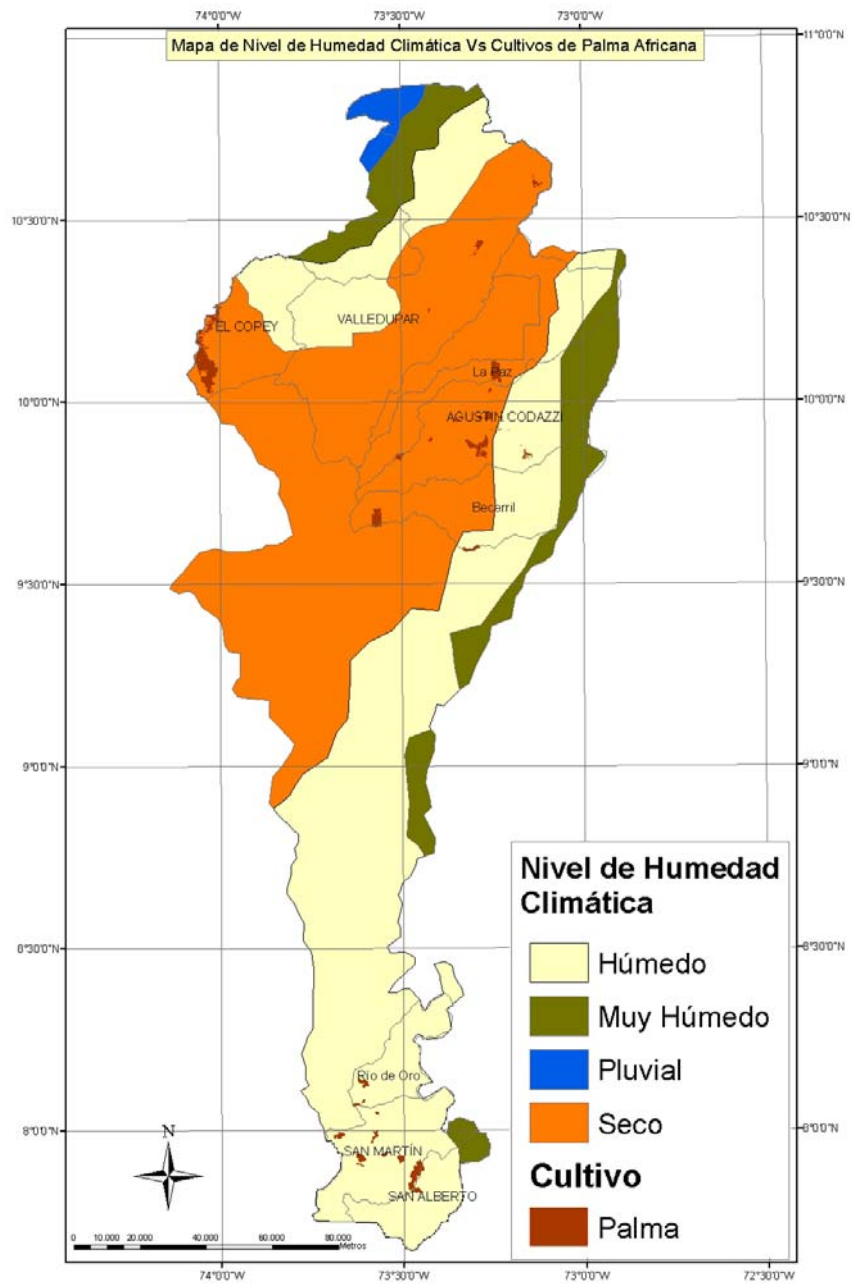 74°0'0"W
73°30'0"W
73°0'0"W
Mapa de Nivel de Humedad Climática Vs Cultivos de Palma Africana
11°0'0"N
10°30'0"N
10°30'0"N
EL COPEY
VALLEDUPAR
La Paz
10°0'0"N
10°0'0"N
AGUSTIN CODAZZI
Becerril
9°30'0"N
9°30'0"N
9°0'0"N
9°0'0"N
Nivel de Humedad
Climática
8°30'0"N
8°30'0"N
Húmedo
Muy Húmedo
Río de Oro
Pluvial
8°0'0"N
8°0'0"N
N
Seco
SAN MARTÍN
Cultivo
SAN ALBERTO
Palma
0 10.000 20.000 40.000 60.000 80.000
Metros
74°0'0"W
73°30'0"W
73°0'0"W
72°30'0"W